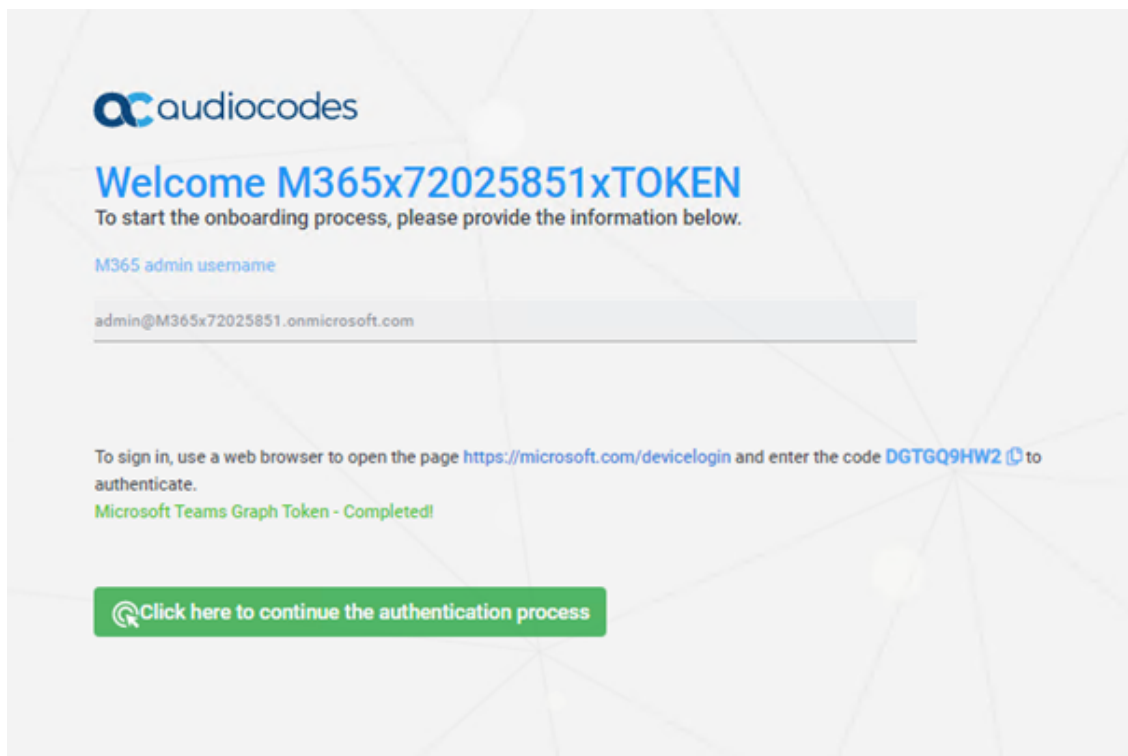 audiocodes
Welcome M365x72025851xTOKEN
To start the onboarding process, please provide the information below.
M365 admin username
admin@M365x72025851.onmicrosoft.com
To sign in, use a web browser to open the page https://microsoft.com/devicelogin and enter the code DGTGQ9HW2 to
authenticate.
Microsoft Teams Graph Token - Completed!
Click here to continue the authentication process